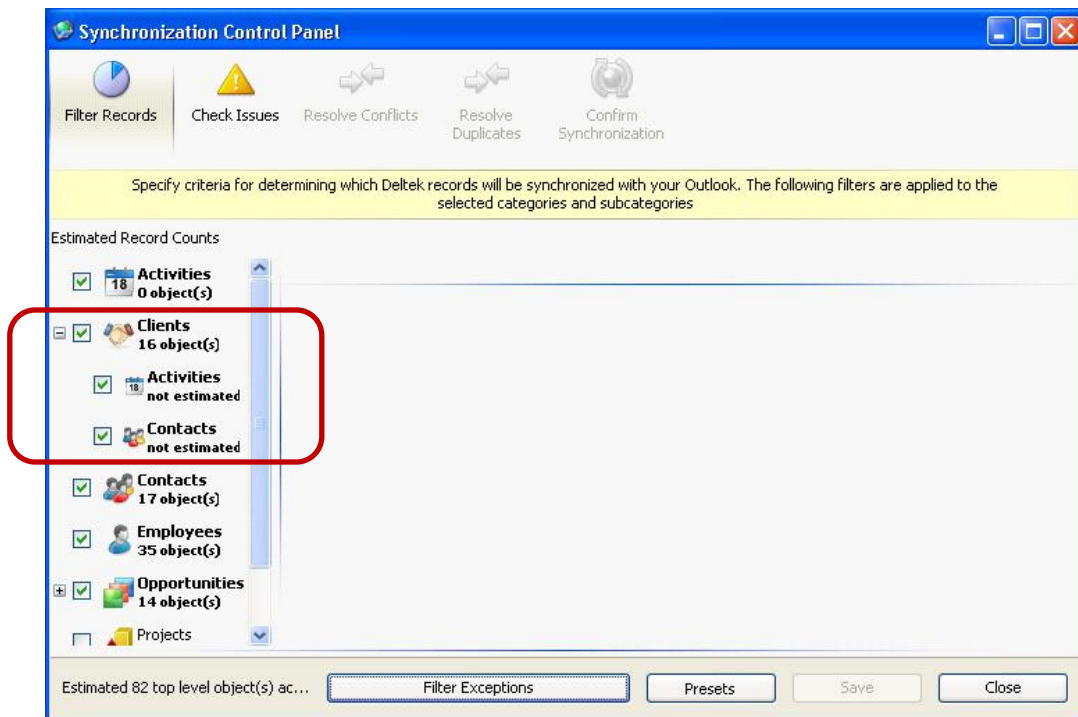 Synchronization Control Panel
Filter Records
Check Issues
Resolve Conflicts
Resolve
Duplicates
Confirm
Synchronization
Specify criteria for determining which Deltek records will be synchronized with your Outlook. The following filters are applied to the
selected categories and subcategories
Estimated Record Counts
18
Activities
0 object(s)
Clients
16 object(s)
18
Activities
not estimated
Contacts
not estimated
Contacts
17 object(s)
Employees
35 object(s)
Opportunities
14 object(s)
Projects
Estimated 82 top level object(s) ac...
Filter Exceptions
Presets
Save
Close